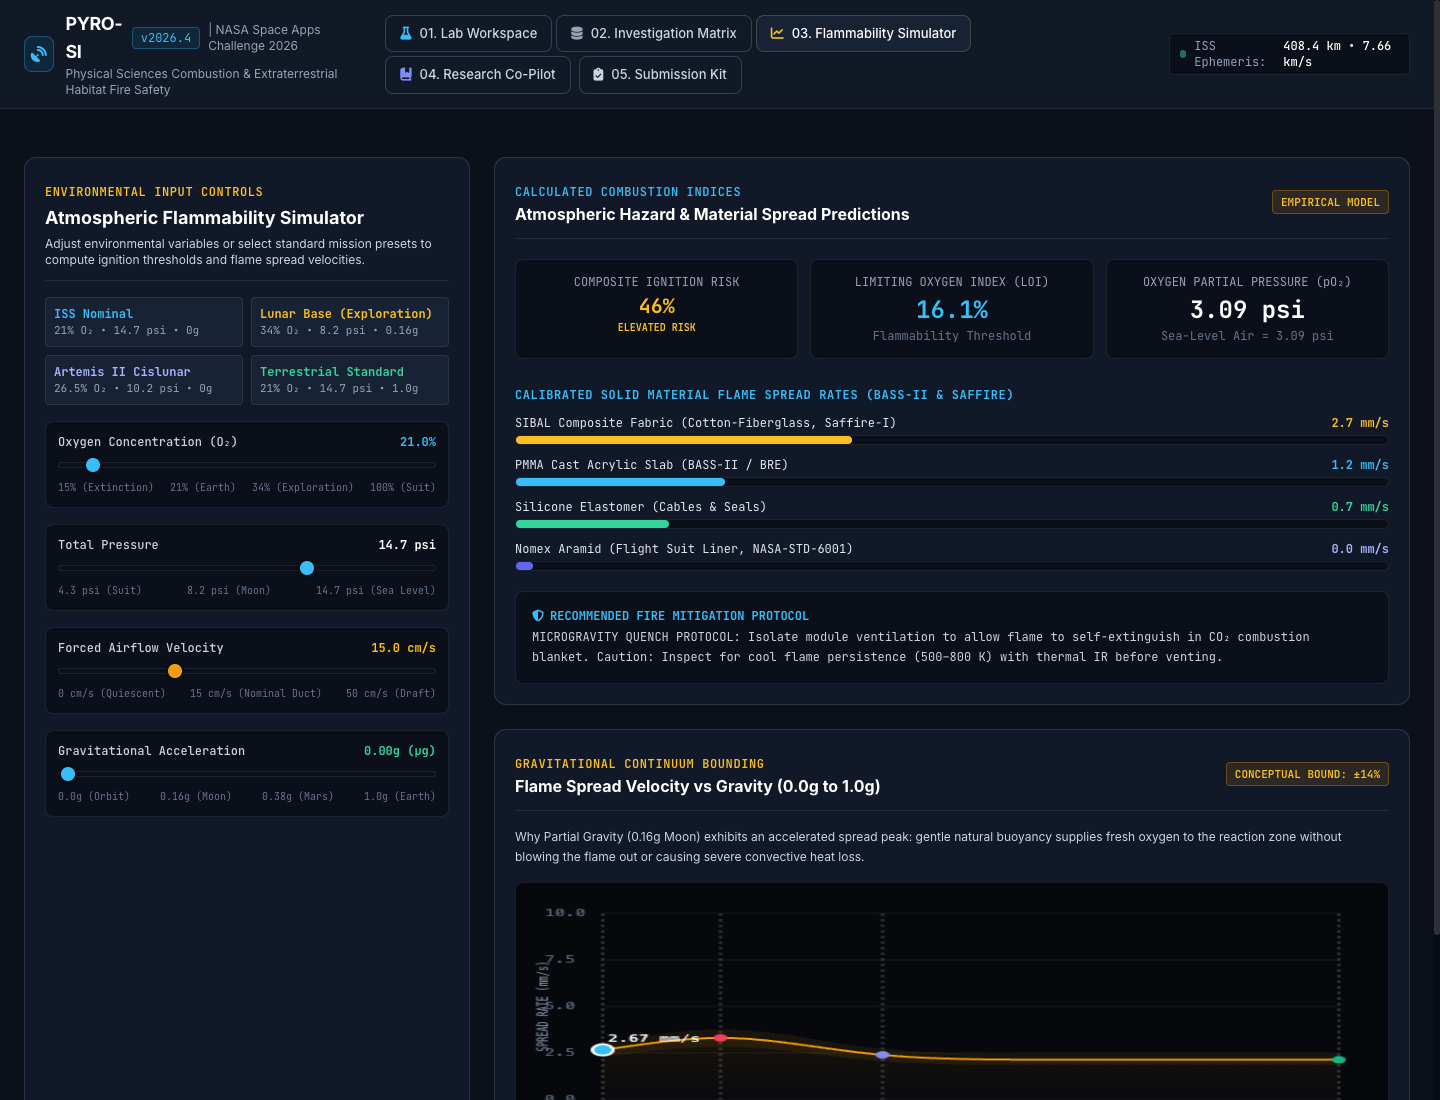 PYRO-
SI
v2026.4
| NASA Space Apps
Challenge 2026
Physical Sciences Combustion & Extraterrestrial
Habitat Fire Safety
01. Lab Workspace
02. Investigation Matrix
03. Flammability Simulator
04. Research Co-Pilot
05. Submission Kit
ISS
Ephemeris:
408.4 km • 7.66
km/s
ENVIRONMENTAL INPUT CONTROLS
Atmospheric Flammability Simulator
Adjust environmental variables or select standard mission presets to
compute ignition thresholds and flame spread velocities.
ISS Nominal
21% O₂ • 14.7 psi • 0g
Lunar Base (Exploration)
34% O₂ • 8.2 psi • 0.16g
Artemis II Cislunar
26.5% O₂ • 10.2 psi • 0g
Terrestrial Standard
21% O₂ • 14.7 psi • 1.0g
Oxygen Concentration (O₂) 21.0%
15% (Extinction) 21% (Earth) 34% (Exploration) 100% (Suit)
Total Pressure 14.7 psi
4.3 psi (Suit) 8.2 psi (Moon) 14.7 psi (Sea Level)
Forced Airflow Velocity 15.0 cm/s
0 cm/s (Quiescent) 15 cm/s (Nominal Duct) 50 cm/s (Draft)
Gravitational Acceleration 0.00g (µg)
0.0g (Orbit) 0.16g (Moon) 0.38g (Mars) 1.0g (Earth)
CALCULATED COMBUSTION INDICES
Atmospheric Hazard & Material Spread Predictions
EMPIRICAL MODEL
COMPOSITE IGNITION RISK
46%
ELEVATED RISK
LIMITING OXYGEN INDEX (LOI)
16.1%
Flammability Threshold
OXYGEN PARTIAL PRESSURE (pO₂)
3.09 psi
Sea-Level Air = 3.09 psi
CALIBRATED SOLID MATERIAL FLAME SPREAD RATES (BASS-II & SAFFIRE)
SIBAL Composite Fabric (Cotton-Fiberglass, Saffire-I) 2.7 mm/s
PMMA Cast Acrylic Slab (BASS-II / BRE) 1.2 mm/s
Silicone Elastomer (Cables & Seals) 0.7 mm/s
Nomex Aramid (Flight Suit Liner, NASA-STD-6001) 0.0 mm/s
RECOMMENDED FIRE MITIGATION PROTOCOL
MICROGRAVITY QUENCH PROTOCOL: Isolate module ventilation to allow flame to self-extinguish in CO₂ combustion
blanket. Caution: Inspect for cool flame persistence (500–800 K) with thermal IR before venting.
GRAVITATIONAL CONTINUUM BOUNDING
Flame Spread Velocity vs Gravity (0.0g to 1.0g)
CONCEPTUAL BOUND: ±14%
Why Partial Gravity (0.16g Moon) exhibits an accelerated spread peak: gentle natural buoyancy supplies fresh oxygen to the reaction zone without
blowing the flame out or causing severe convective heat loss.
10.0
7.5
5.0
2.5
0.0
SPREAD RATE (mm/s)
2.67 mm/s